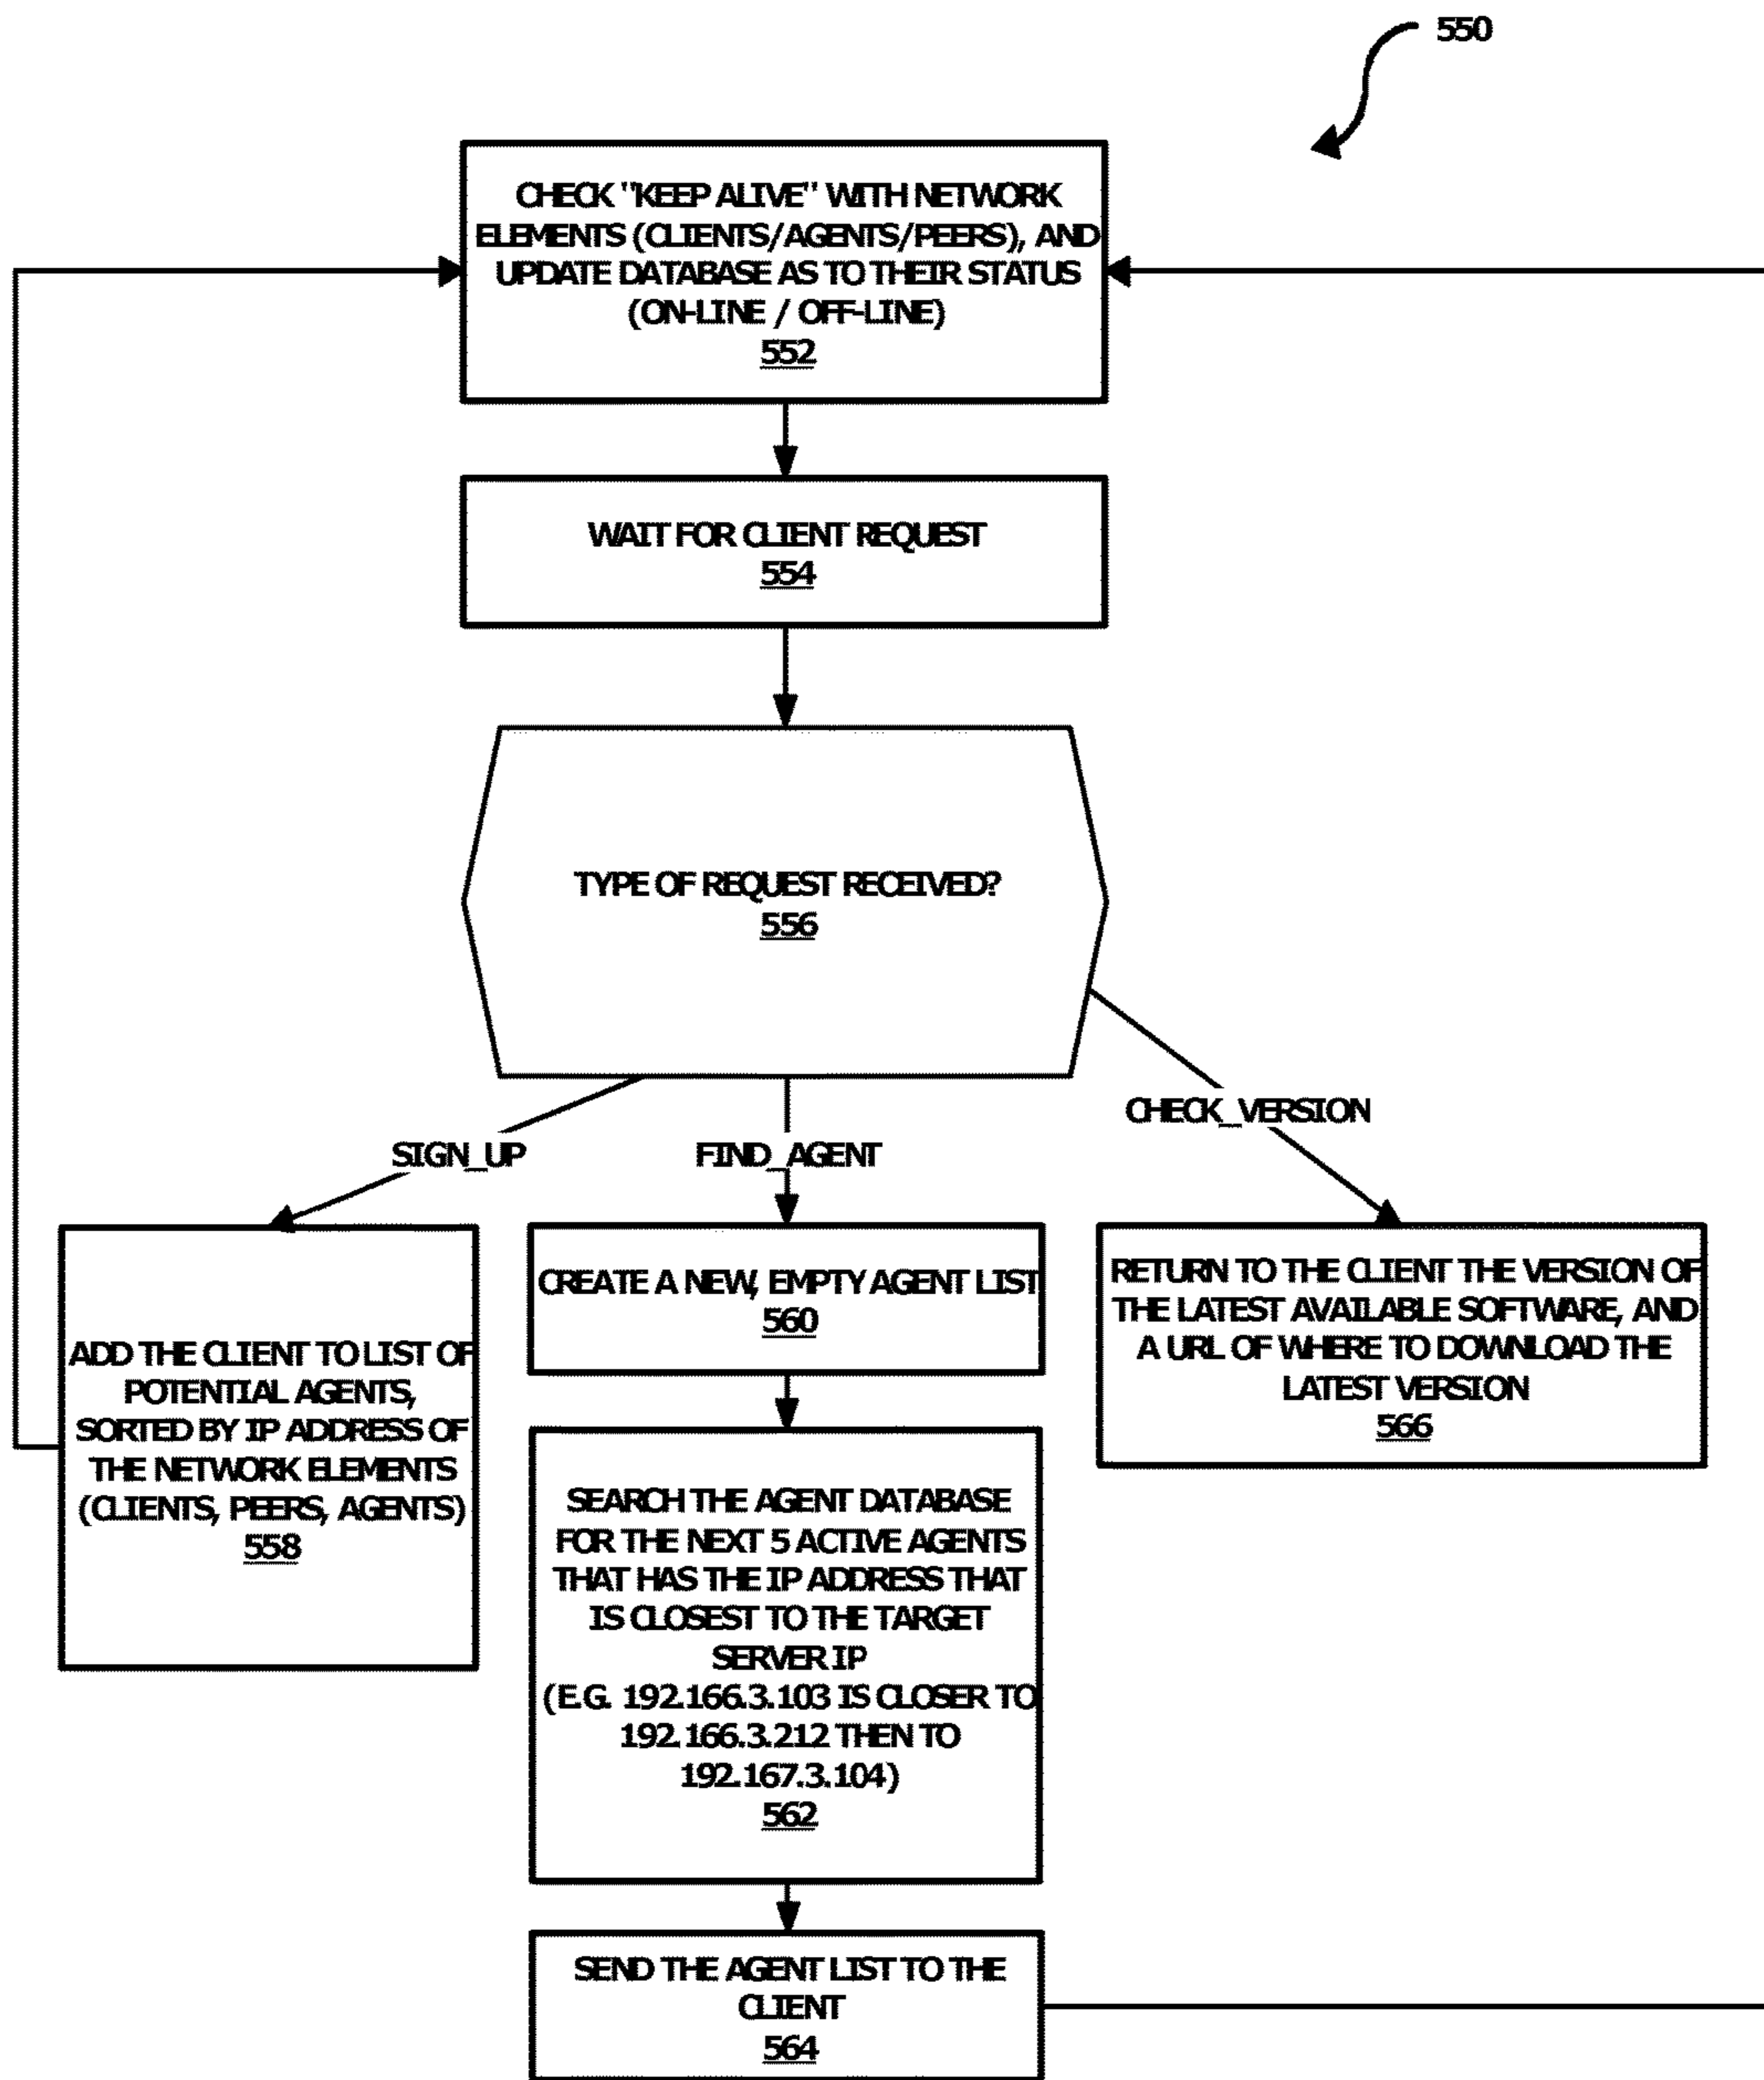 550
CHECK "KEEP ALIVE" WITH NETWORK
ELEMENTS (CLIENTS/AGENTS/PEERS), AND
UPDATE DATABASE AS TO THEIR STATUS
(ON-LINE / OFF-LINE)
552
WAIT FOR CLIENT REQUEST
554
TYPE OF REQUEST RECEIVED?
556
SIGN_UP
FIND_AGENT
CHECK_VERSION
ADD THE CLIENT TO LIST OF
POTENTIAL AGENTS,
SORTED BY IP ADDRESS OF
THE NETWORK ELEMENTS
(CLIENTS, PEERS, AGENTS)
558
CREATE A NEW, EMPTY AGENT LIST
560
SEARCH THE AGENT DATABASE
FOR THE NEXT 5 ACTIVE AGENTS
THAT HAS THE IP ADDRESS THAT
IS CLOSEST TO THE TARGET
SERVER IP
(E.G. 192.166.3.103 IS CLOSER TO
192.166.3.212 THEN TO
192.167.3.104)
562
SEND THE AGENT LIST TO THE
CLIENT
564
RETURN TO THE CLIENT THE VERSION OF
THE LATEST AVAILABLE SOFTWARE, AND
A URL OF WHERE TO DOWNLOAD THE
LATEST VERSION
566